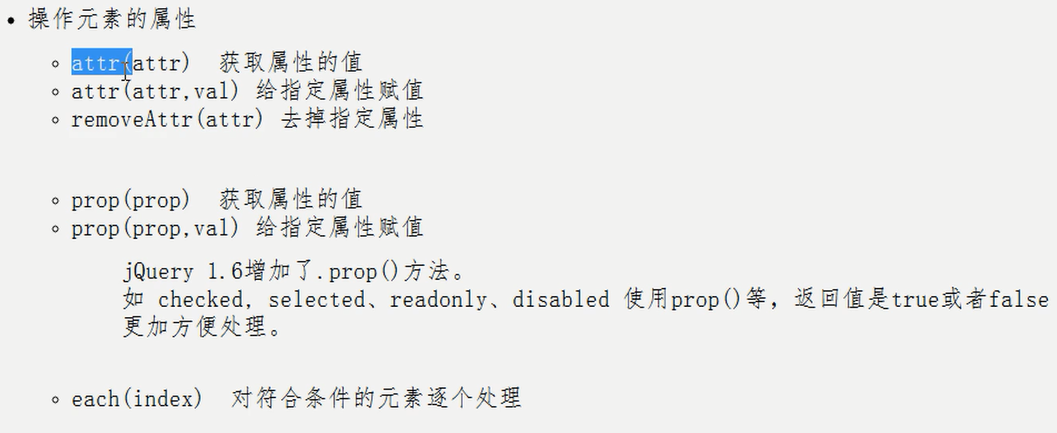 操作元素的属性
attr(attr) 获取属性的值
attr(attr,val) 给指定属性赋值
removeAttr(attr) 去掉指定属性
prop(prop) 获取属性的值
prop(prop,val) 给指定属性赋值
jQuery 1.6增加了.prop()方法。
如 checked, selected、readonly、disabled 使用prop()等，返回值是true或者false
更加方便处理。
each(index) 对符合条件的元素逐个处理